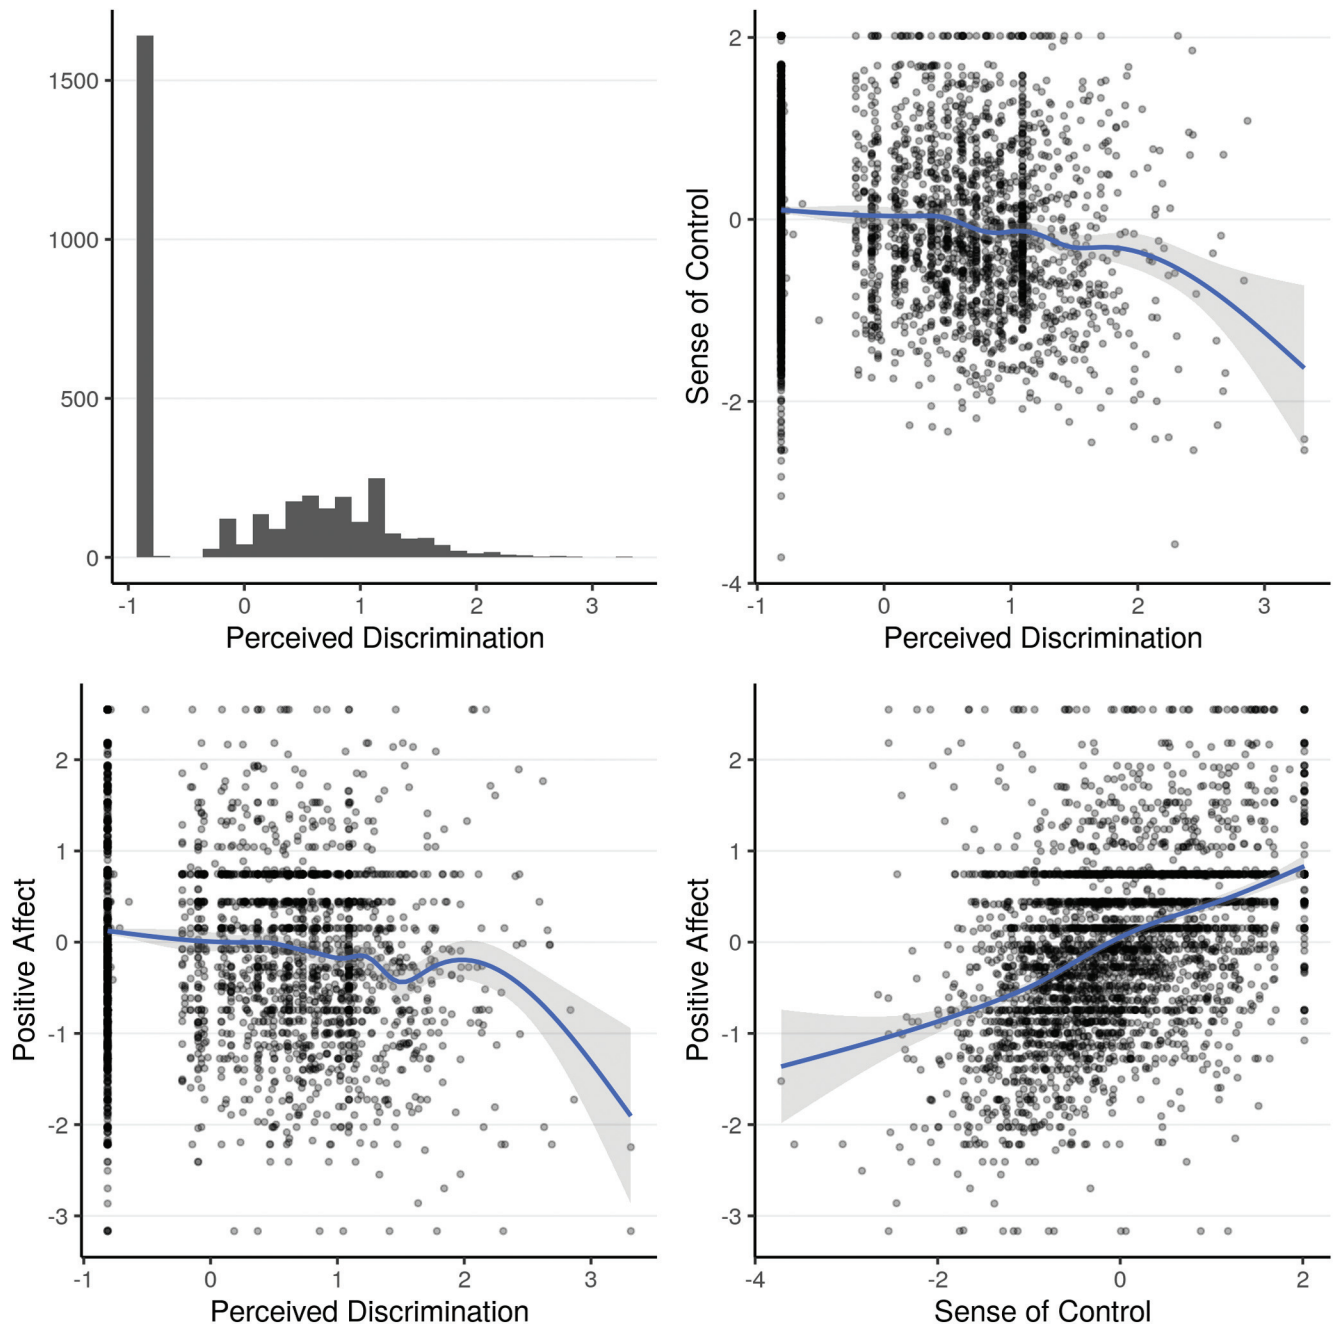 1500
1000
500
0
-1 0 1 2 3
Perceived Discrimination
Sense of Control
2
0
-2
-4
-1 0 1 2 3
Perceived Discrimination
Positive Affect
2
1
0
-1
-2
-3
-1 0 1 2 3
Perceived Discrimination
Positive Affect
2
1
0
-1
-2
-3
-4 -2 0 2
Sense of Control